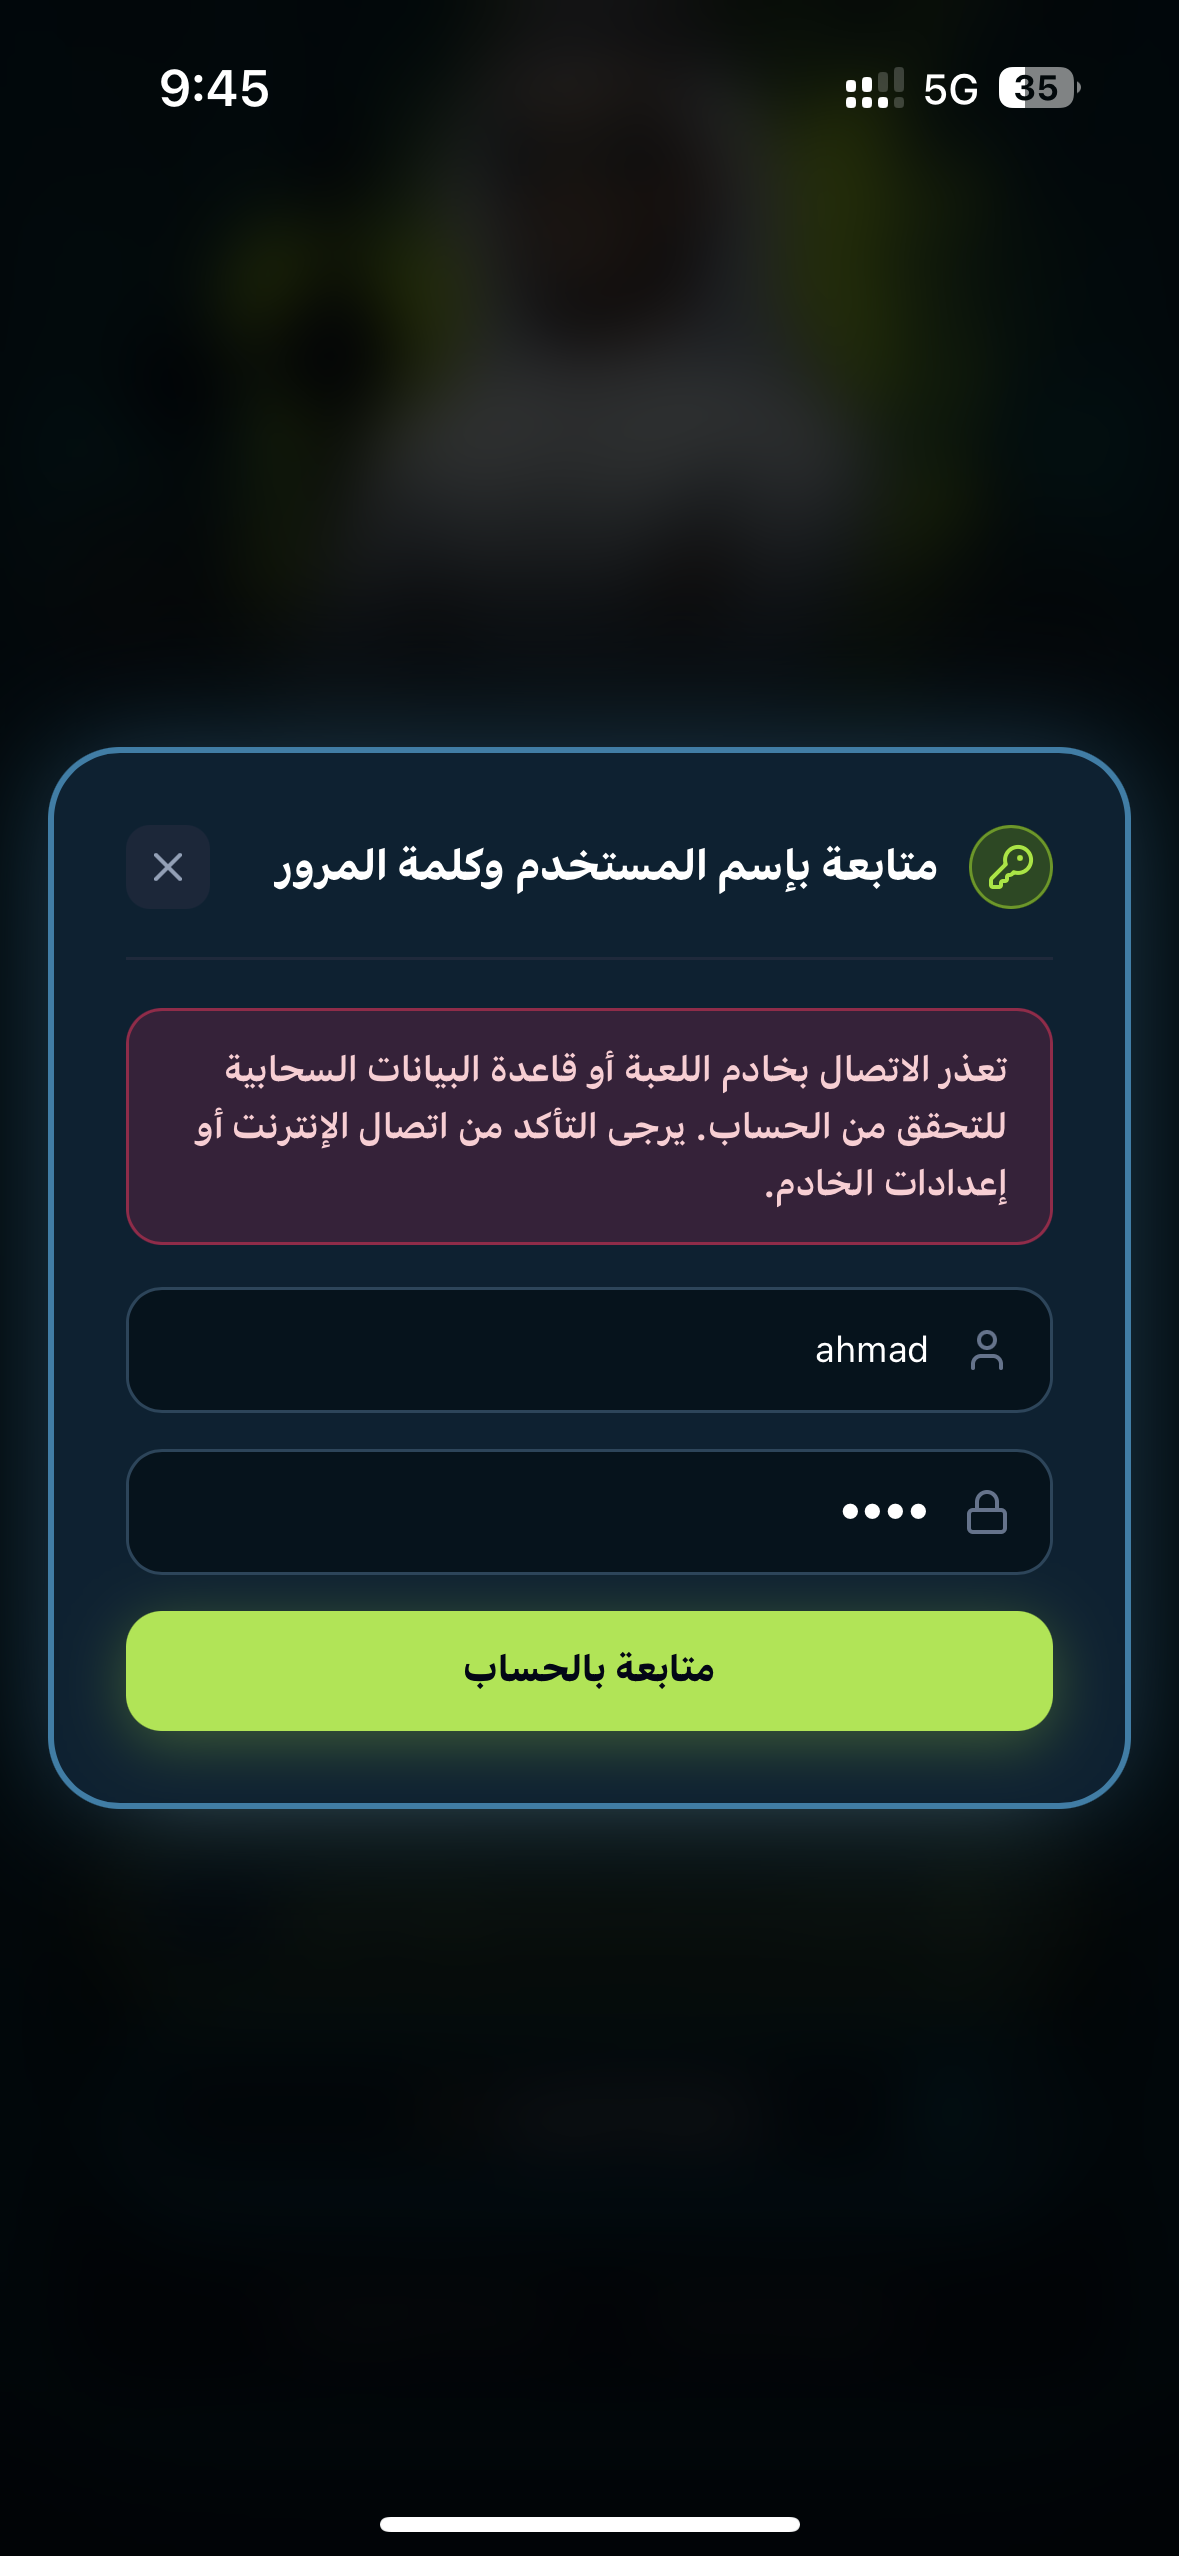 9:45
5G
35
متابعة بإسم المستخدم وكلمة المرور
تعذر الاتصال بخادم اللعبة أو قاعدة البيانات السحابية
للتحقق من الحساب. يرجى التأكد من اتصال الإنترنت أو
إعدادات الخادم.
ahmad
••••
متابعة بالحساب